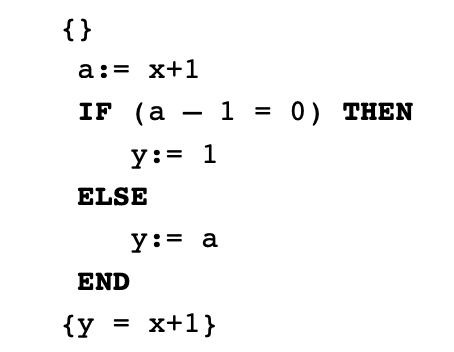 {}
a:= x+1
IF (a – 1 = 0) THEN
y:= 1
ELSE
y:= a
END
{y = x+1}